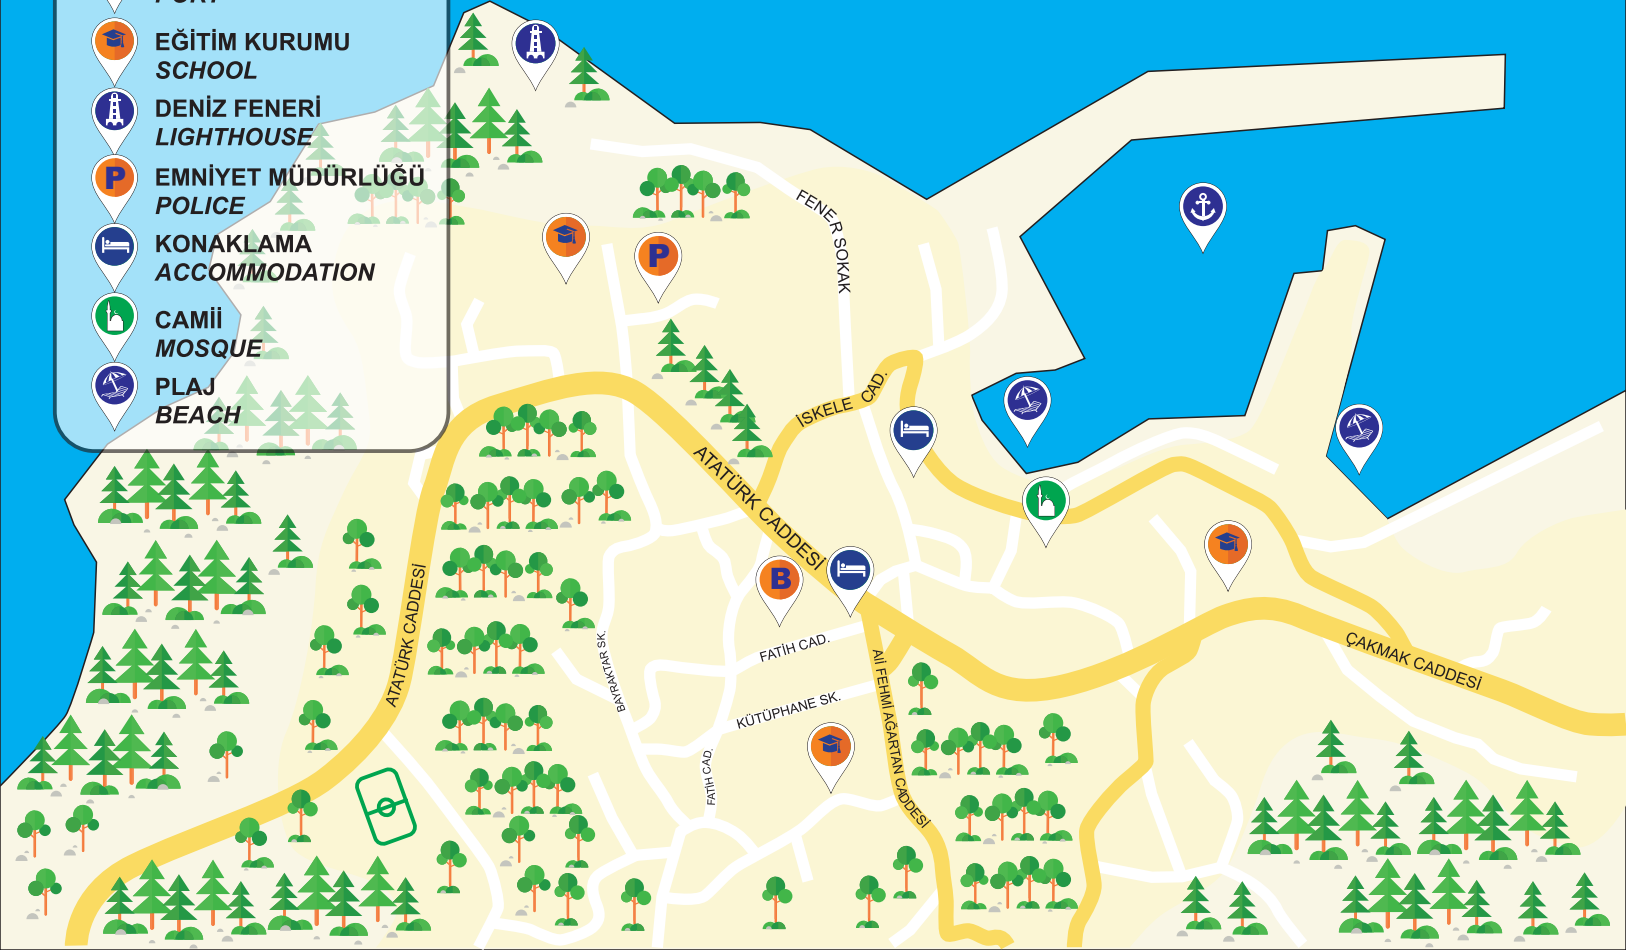 PORT
EĞİTİM KURUMU
SCHOOL
DENİZ FENERİ
LIGHTHOUSE
P
EMNİYET MÜDÜRLÜĞÜ
POLICE
KONAKLAMA
ACCOMMODATION
CAMİİ
MOSQUE
PLAJ
BEACH
FENER SOKAK
P
İSKELE CAD.
ATATÜRK CADDESİ
B
ATATÜRK CADDESİ
FATİH CAD.
BAYRAKTAR SK.
KÜTÜPHANE SK.
FATİH CAD.
Alİ FEHMİ AĞARTAN CADDESİ
ÇAKMAK CADDESİ